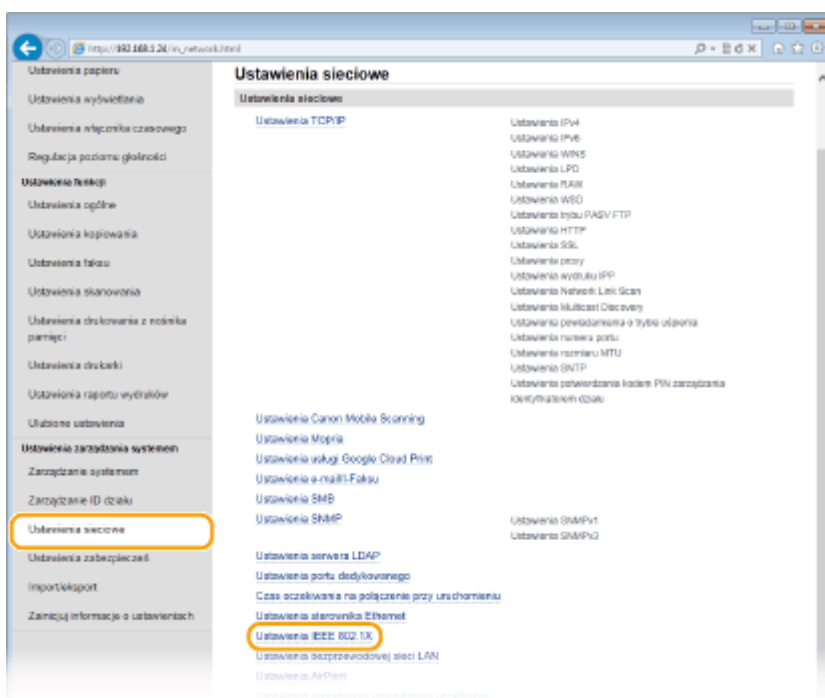 http://192.168.1.24/m_network.html
Ustawienia papieru
Ustawienia wyświetlania
Ustawienia włącznika czasowego
Regulacja poziomu głośności
Ustawienia funkcji
Ustawienia ogólne
Ustawienia kopiowania
Ustawienia faksu
Ustawienia skanowania
Ustawienia drukowania z nośnika
pamięci
Ustawienia drukarki
Ustawienia raportu wydruków
Ulubione ustawienia
Ustawienia zarządzania systemem
Zarządzanie systemem
Zarządzanie ID działu
Ustawienia sieciowe
Ustawienia zabezpieczeń
Import/eksport
Zainicjuj informacje o ustawieniach
Ustawienia sieciowe
Ustawienia sieciowe
Ustawienia TCP/IP
Ustawienia IPv4
Ustawienia IPv6
Ustawienia WINS
Ustawienia LPD
Ustawienia RAW
Ustawienia WSD
Ustawienia trybu PASV FTP
Ustawienia HTTP
Ustawienia SSL
Ustawienia proxy
Ustawienia wydruku IPP
Ustawienia Network Link Scan
Ustawienia Multicast Discovery
Ustawienia powiadamiania o trybie uśpienia
Ustawienia numeru portu
Ustawienia rozmiaru MTU
Ustawienia SNTP
Ustawienia potwierdzania kodem PIN zarządzania
identyfikatorem działu
Ustawienia Canon Mobile Scanning
Ustawienia Mopria
Ustawienia usługi Google Cloud Print
Ustawienia e-mail/I-Faksu
Ustawienia SMB
Ustawienia SNMP
Ustawienia SNMPv1
Ustawienia SNMPv3
Ustawienia serwera LDAP
Ustawienia portu dedykowanego
Czas oczekiwania na połączenie przy uruchomieniu
Ustawienia sterownika Ethernet
Ustawienia IEEE 802.1X
Ustawienia bezprzewodowej sieci LAN
Ustawienia AirPrint